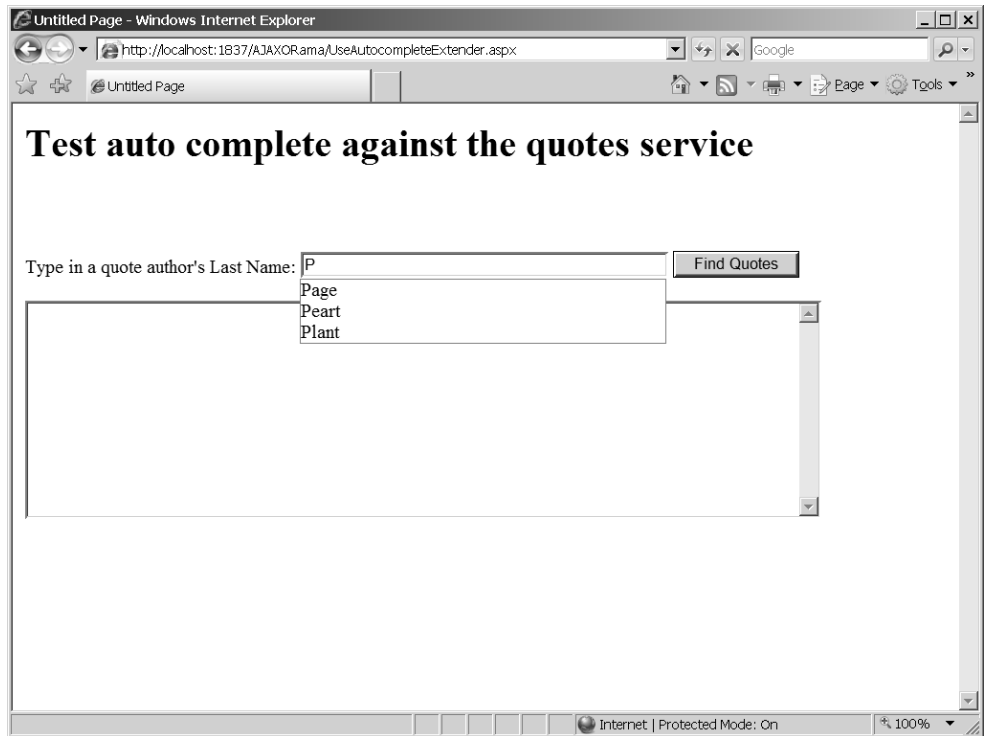 Untitled Page - Windows Internet Explorer
http://localhost:1837/AJAXORama/UseAutocompleteExtender.aspx
Google
Untitled Page
Page
Tools
Test auto complete against the quotes service
Type in a quote author's Last Name: P Find Quotes
Page
Peart
Plant
Internet | Protected Mode: On
100%